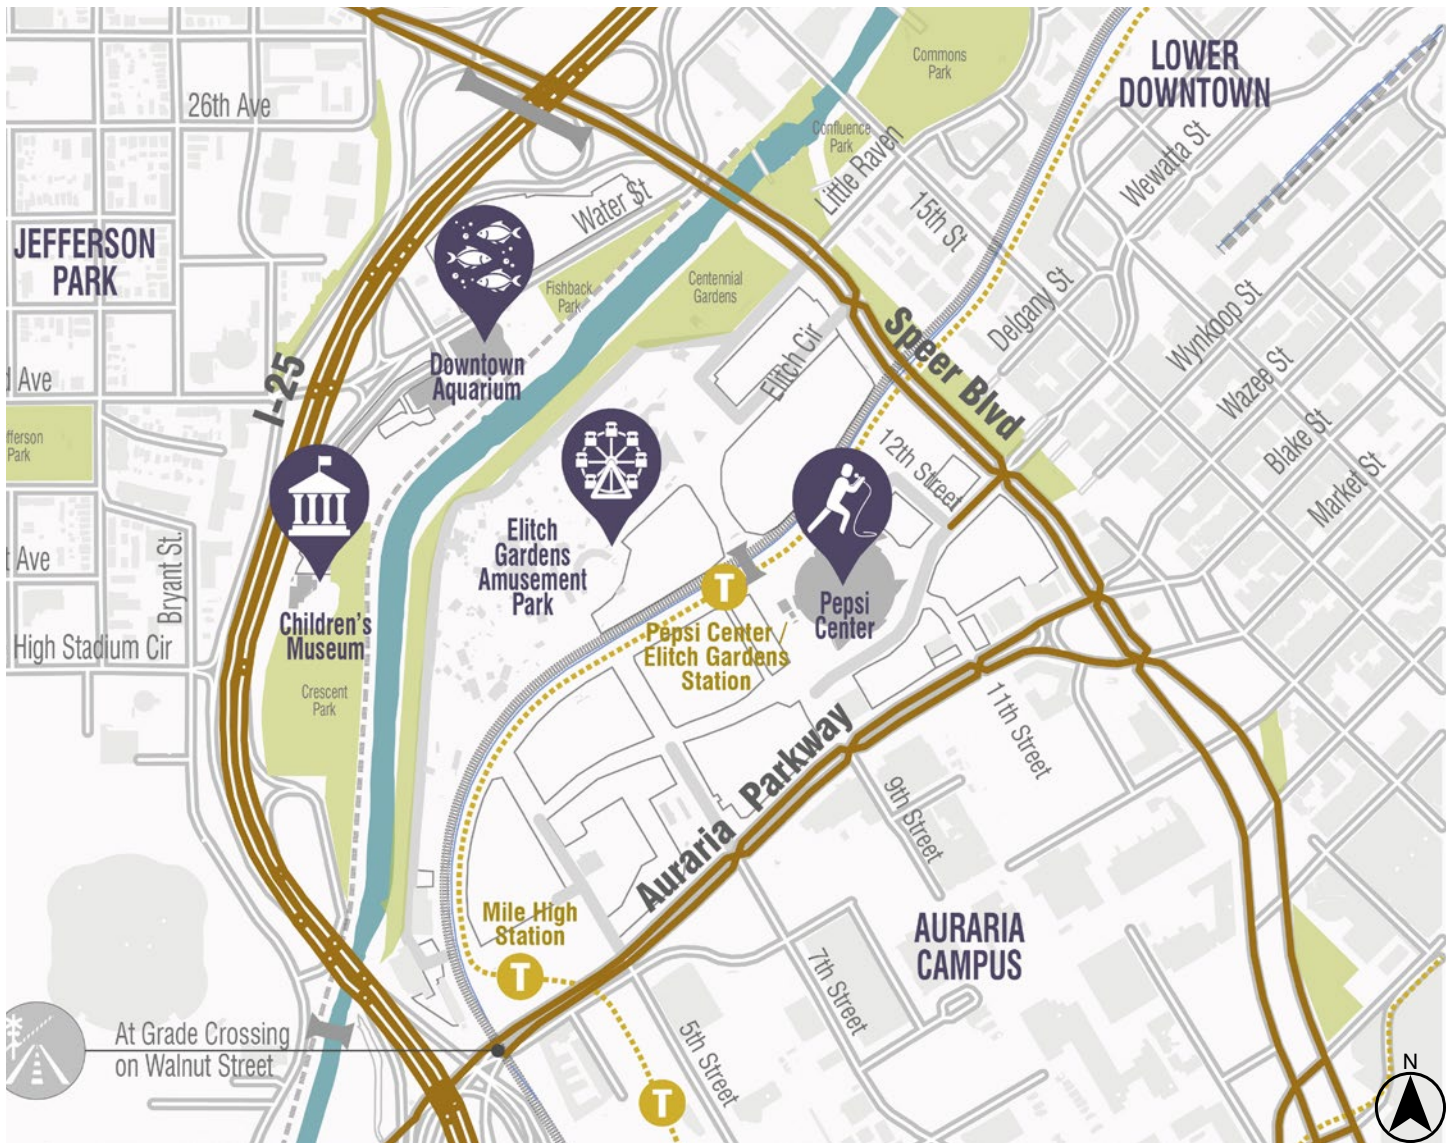 LOWER
DOWNTOWN
Commons
Park
26th Ave
Confluence
Park
Little Raven
Wewatta St
15th St
Water St
JEFFERSON
PARK
Fishback
Park
Centennial
Gardens
Delgany St
Wynkoop St
Speer Blvd
Elitch Cir
Wazee St
I-25
Downtown
Aquarium
d Ave
efferson
Park
12th Street
Blake St
Market St
Elitch
Gardens
Amusement
Park
t Ave
Bryant St.
T
Children's
Museum
Pepsi
Center
High Stadium Cir
Pepsi Center /
Elitch Gardens
Station
Crescent
Park
11th Street
Auraria Parkway
9th Street
Mile High
Station
T
AURARIA
CAMPUS
7th Street
At Grade Crossing
on Walnut Street
5th Street
T
N